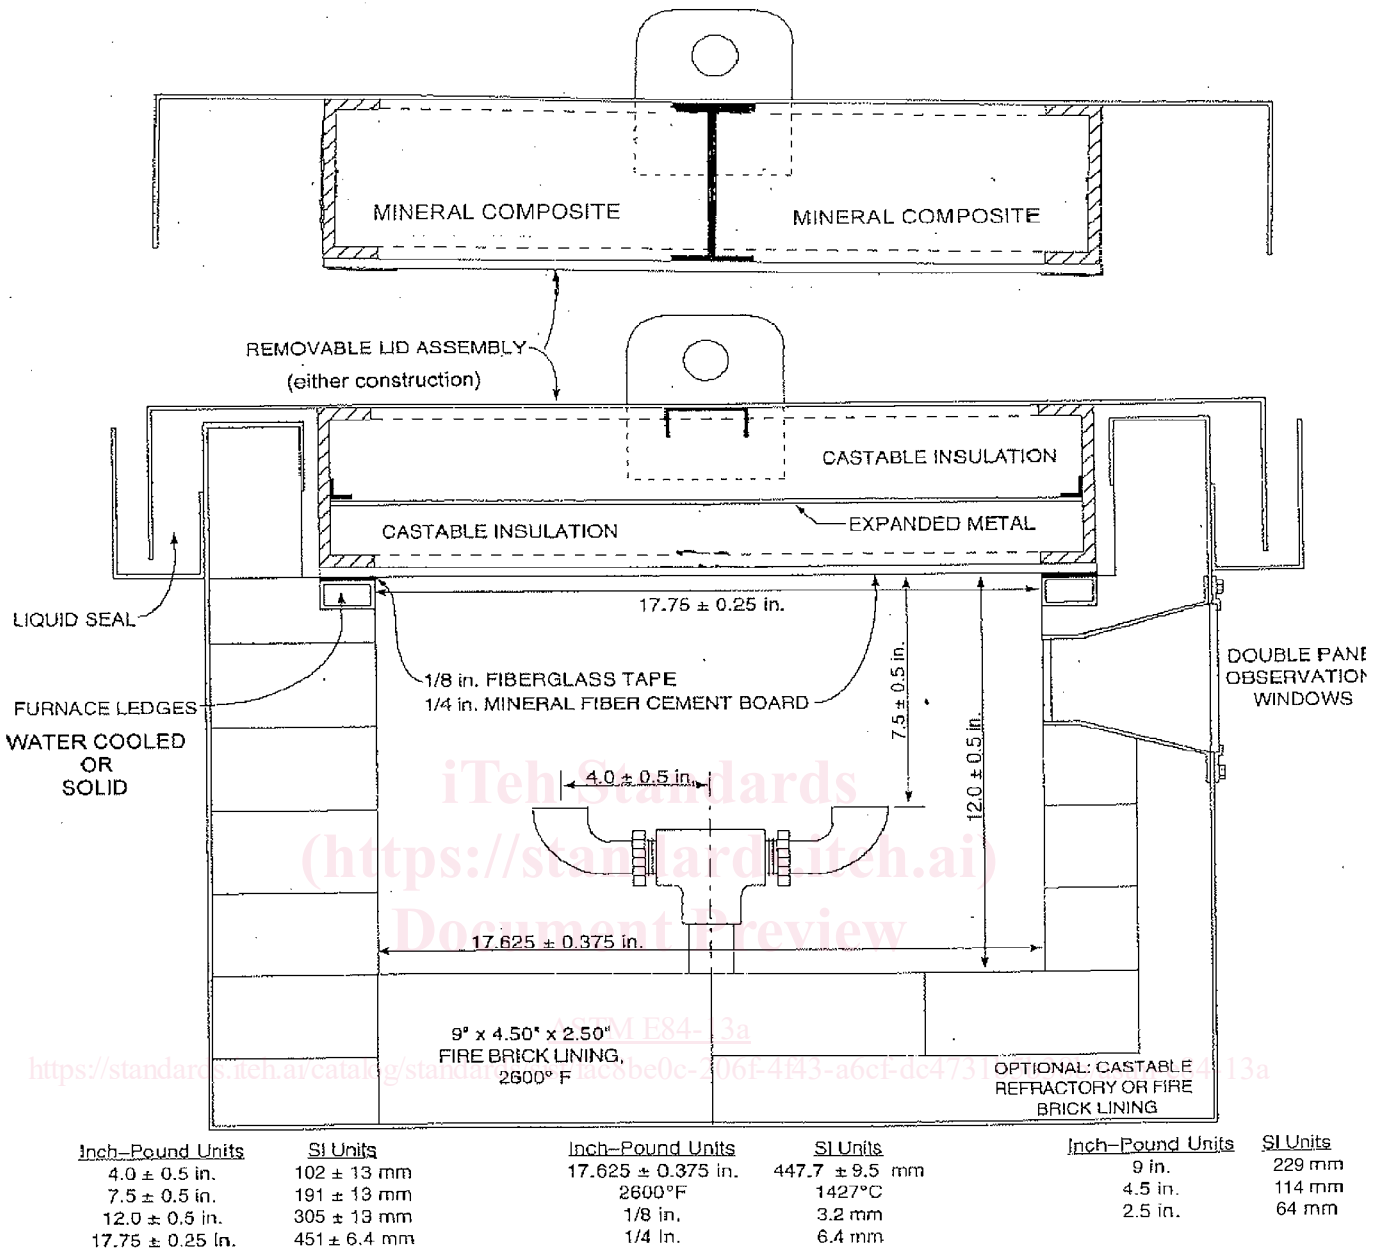 MINERAL COMPOSITE
MINERAL COMPOSITE
REMOVABLE LID ASSEMBLY
(either construction)
CASTABLE INSULATION
EXPANDED METAL
CASTABLE INSULATION
17.75 ± 0.25 in.
LIQUID SEAL
1/8 in. FIBERGLASS TAPE
1/4 in. MINERAL FIBER CEMENT BOARD
7.5 ± 0.5 in.
12.0 ± 0.5 in.
DOUBLE PANE
OBSERVATION
WINDOWS
FURNACE LEDGES
WATER COOLED
OR
SOLID
4.0 ± 0.5 in.
iTeh Standards
(https://standards.iteh.ai)
Document Preview
17.625 ± 0.375 in.
ASTM E84-13a
9" x 4.50" x 2.50"
FIRE BRICK LINING,
2600° F
OPTIONAL: CASTABLE
REFRACTORY OR FIRE
BRICK LINING
Inch–Pound Units SI Units
4.0 ± 0.5 in. 102 ± 13 mm
7.5 ± 0.5 in. 191 ± 13 mm
12.0 ± 0.5 in. 305 ± 13 mm
17.75 ± 0.25 in. 451 ± 6.4 mm
Inch–Pound Units SI Units
17.625 ± 0.375 in. 447.7 ± 9.5 mm
2600°F 1427°C
1/8 in. 3.2 mm
1/4 in. 6.4 mm
Inch–Pound Units SI Units
9 in. 229 mm
4.5 in. 114 mm
2.5 in. 64 mm